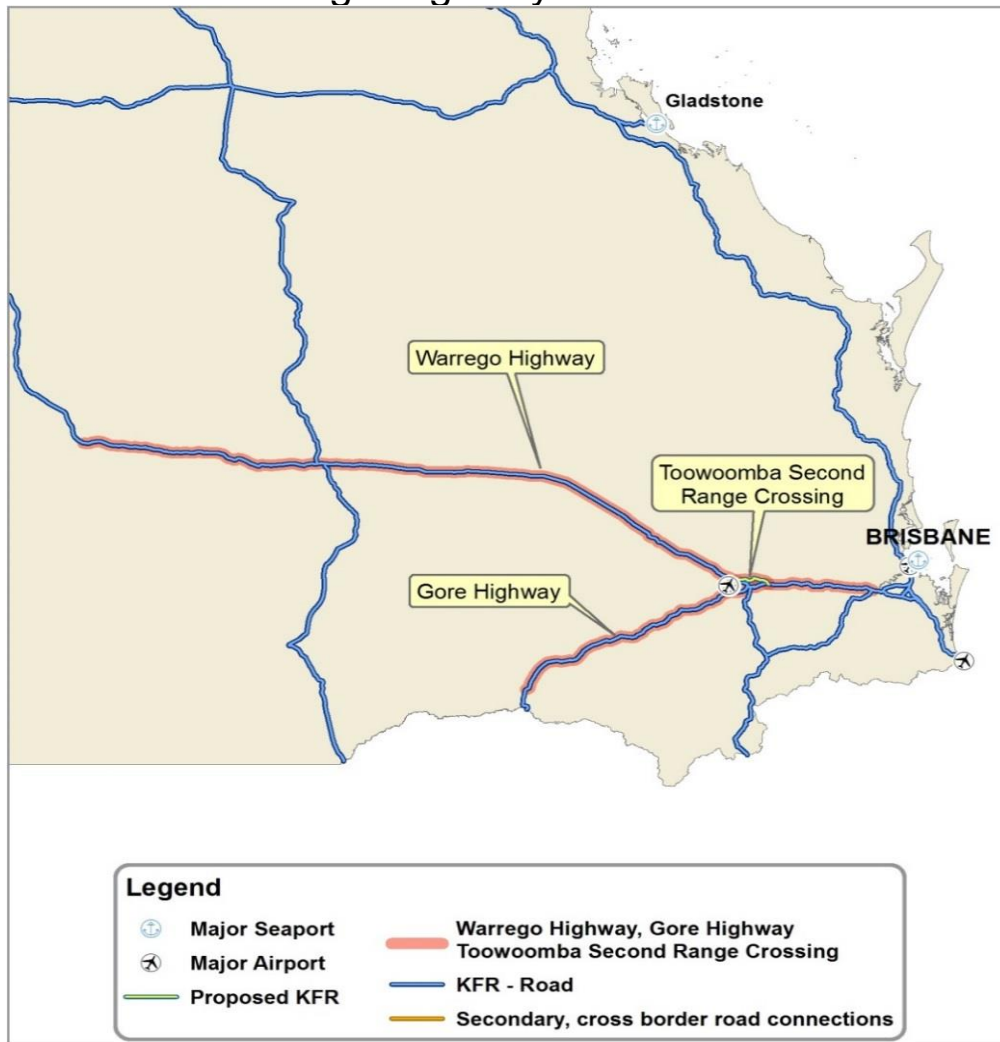 Gladstone
Warrego Highway
Toowoomba Second
Range Crossing
BRISBANE
Gore Highway
Legend
Major Seaport
Major Airport
Proposed KFR
Warrego Highway, Gore Highway
Toowoomba Second Range Crossing
KFR - Road
Secondary, cross border road connections